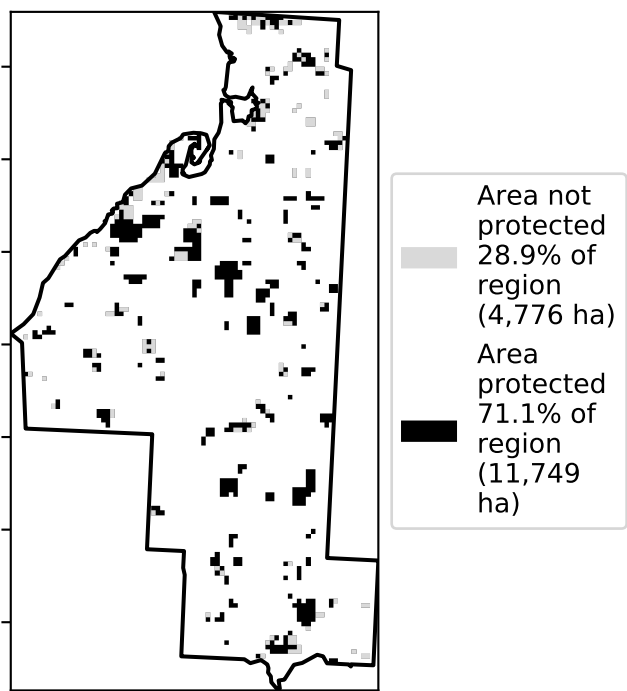 Area not
protected
28.9% of
region
(4,776 ha)
Area
protected
71.1% of
region
(11,749
ha)